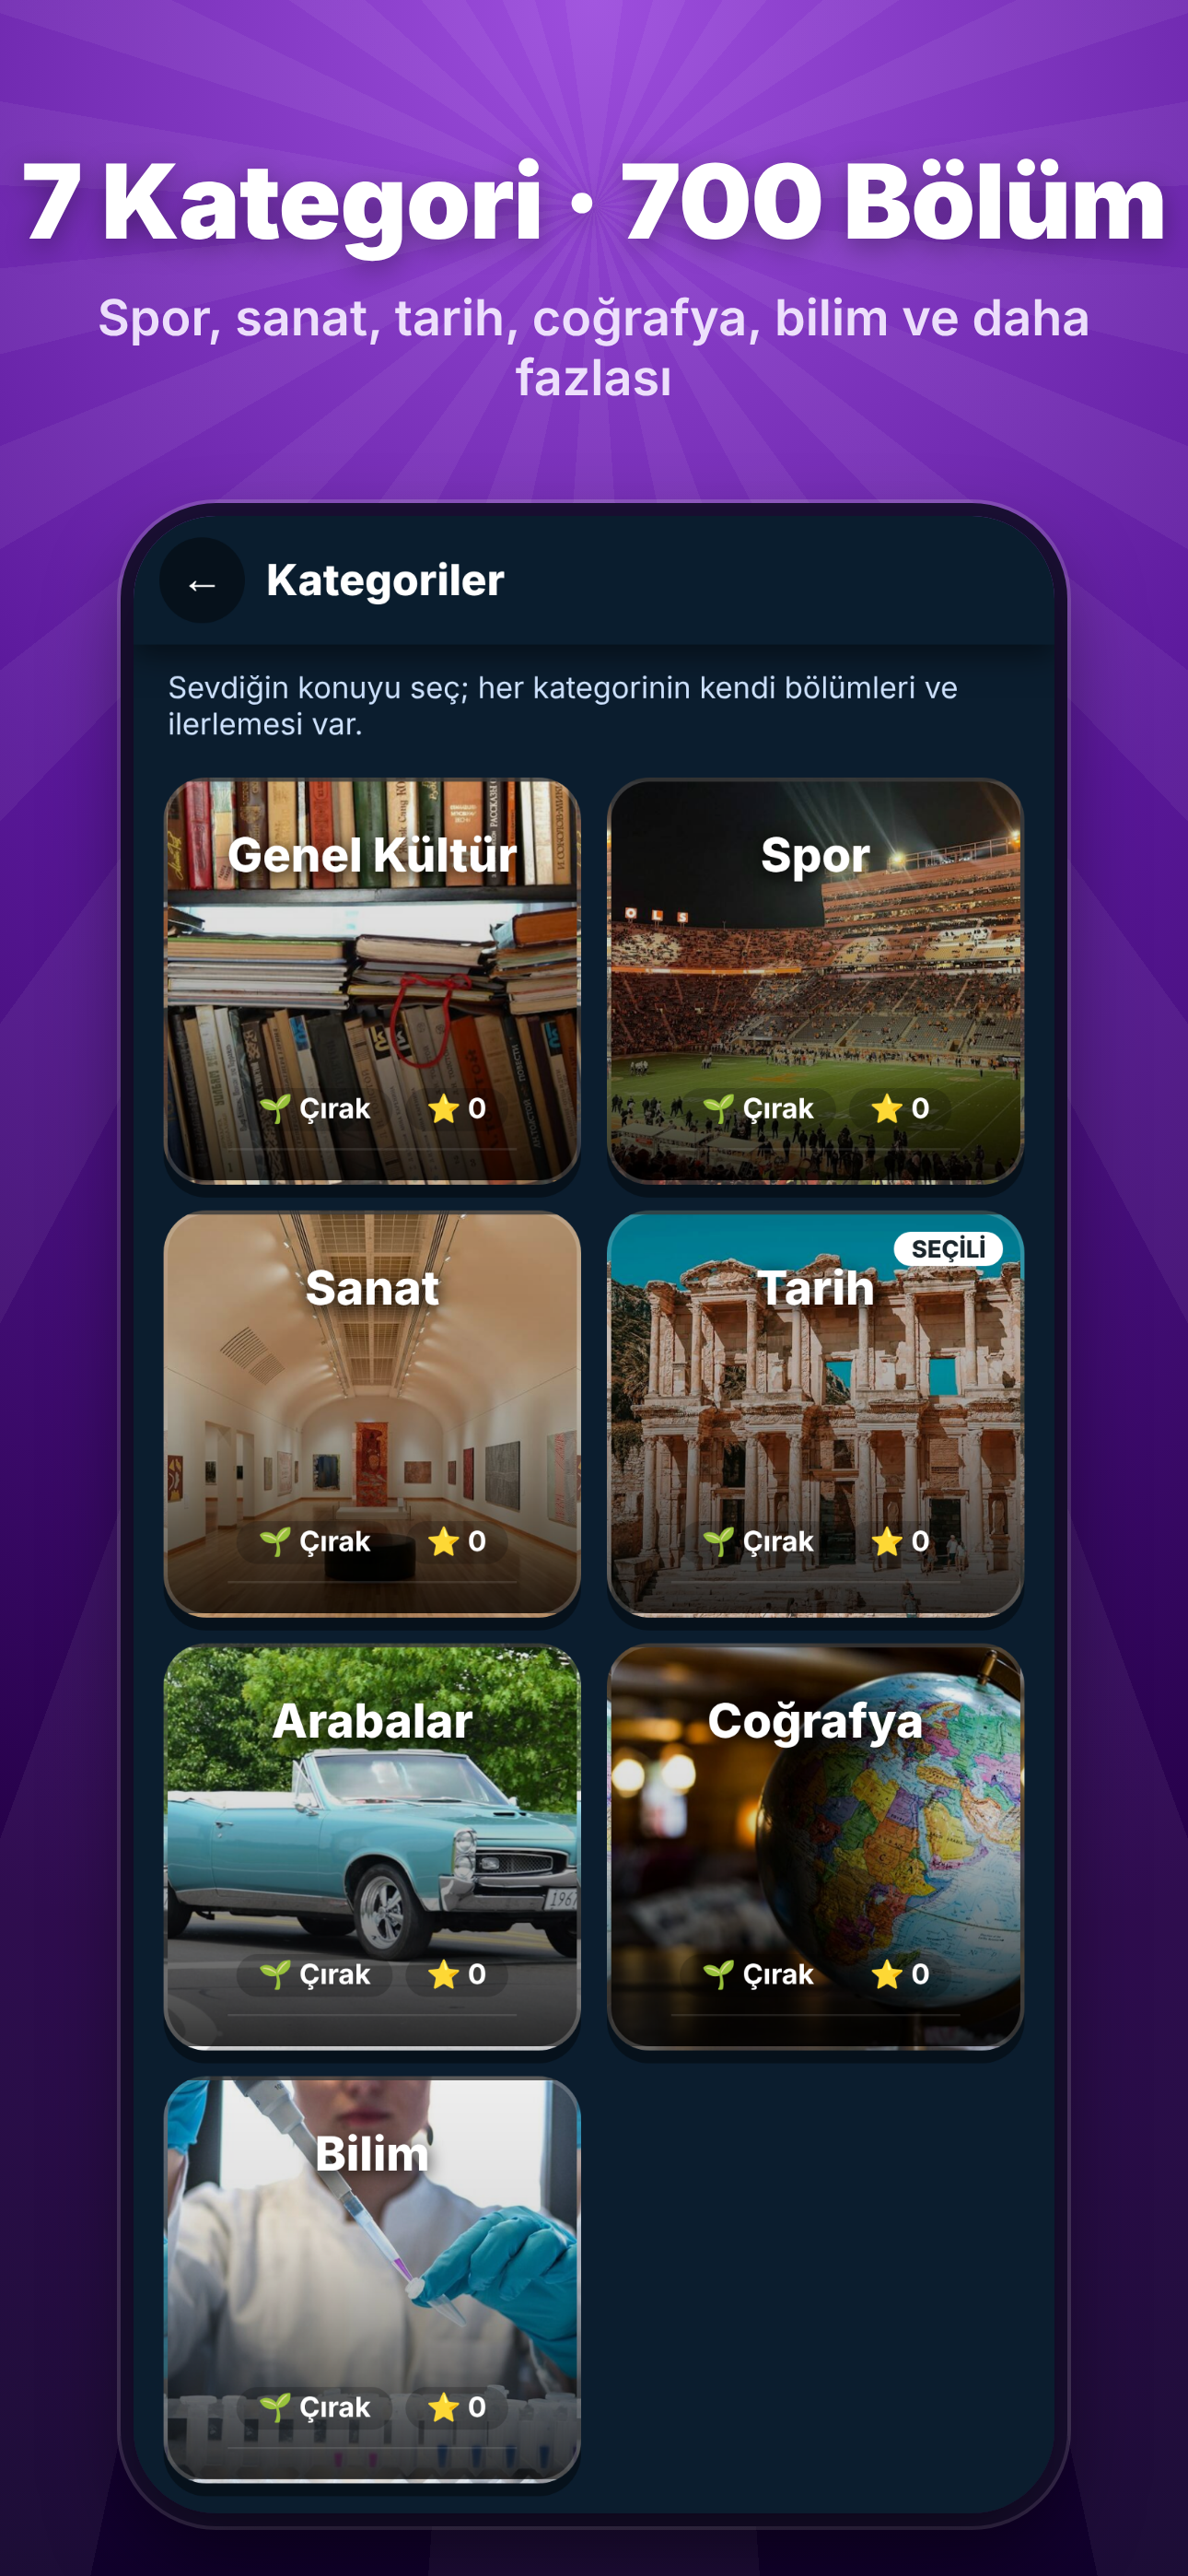 7 Kategori · 700 Bölüm
Spor, sanat, tarih, coğrafya, bilim ve daha
fazlası
← Kategoriler
Sevdiğin konuyu seç; her kategorinin kendi bölümleri ve
ilerlemesi var.
Genel Kültür
🌱 Çırak ⭐ 0
Spor
O L S
🌱 Çırak ⭐ 0
Sanat
🌱 Çırak ⭐ 0
SEÇİLİ
Tarih
🌱 Çırak ⭐ 0
Arabalar
196
🌱 Çırak ⭐ 0
Coğrafya
🌱 Çırak ⭐ 0
Bilim
🌱 Çırak ⭐ 0